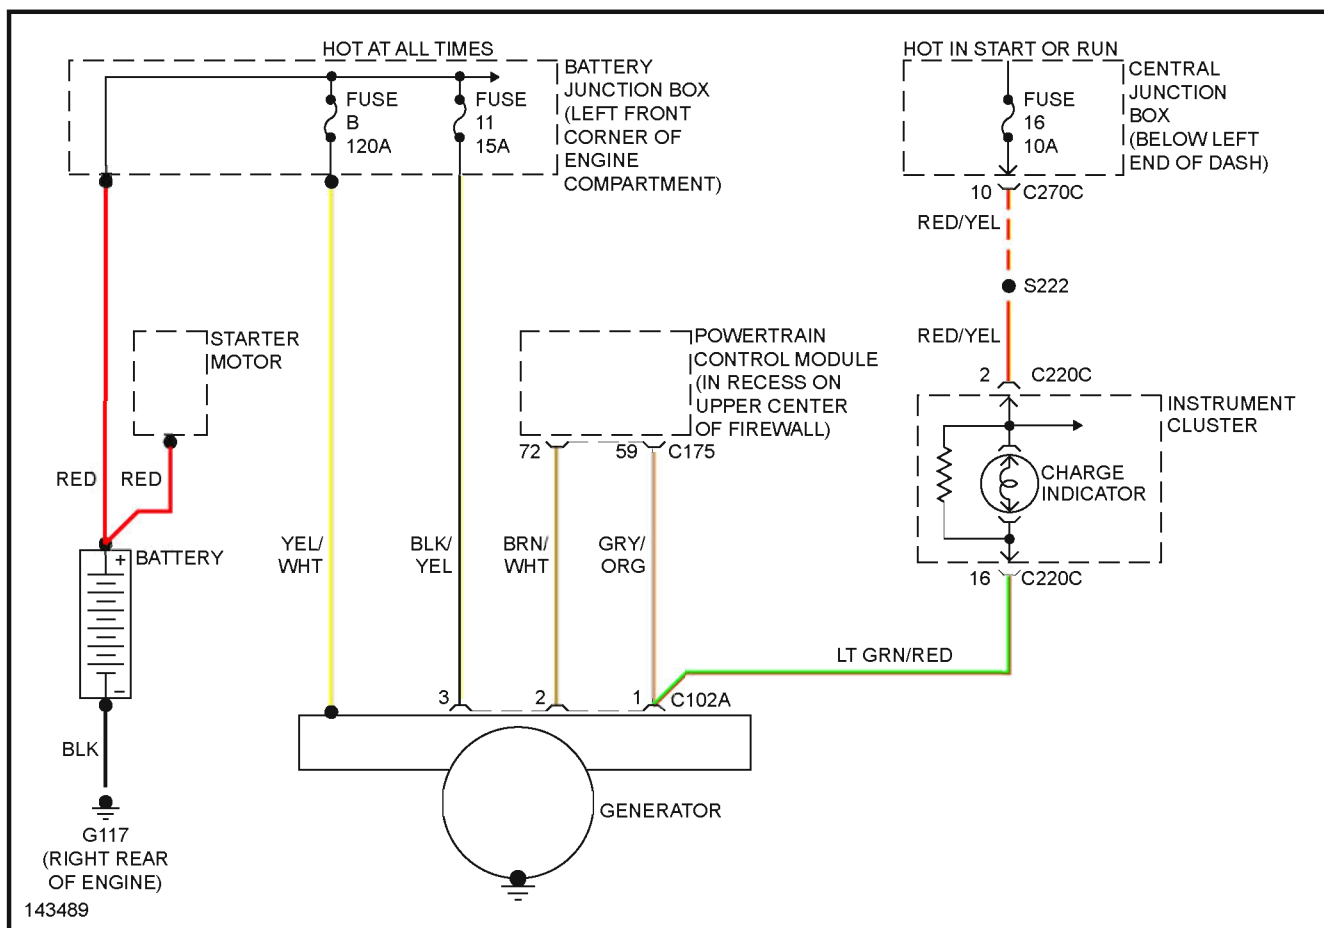 HOT AT ALL TIMES
BATTERY
JUNCTION BOX
(LEFT FRONT
CORNER OF
ENGINE
COMPARTMENT)
FUSE
B
120A
FUSE
11
15A
HOT IN START OR RUN
CENTRAL
JUNCTION
BOX
(BELOW LEFT
END OF DASH)
FUSE
16
10A
10
C270C
RED/YEL
S222
RED/YEL
2
C220C
STARTER
MOTOR
POWERTRAIN
CONTROL MODULE
(IN RECESS ON
UPPER CENTER
OF FIREWALL)
72
59
C175
INSTRUMENT
CLUSTER
CHARGE
INDICATOR
16
C220C
RED
RED
BATTERY
+
–
YEL/
WHT
BLK/
YEL
BRN/
WHT
GRY/
ORG
LT GRN/RED
3
2
1
C102A
BLK
GENERATOR
G117
(RIGHT REAR
OF ENGINE)
143489